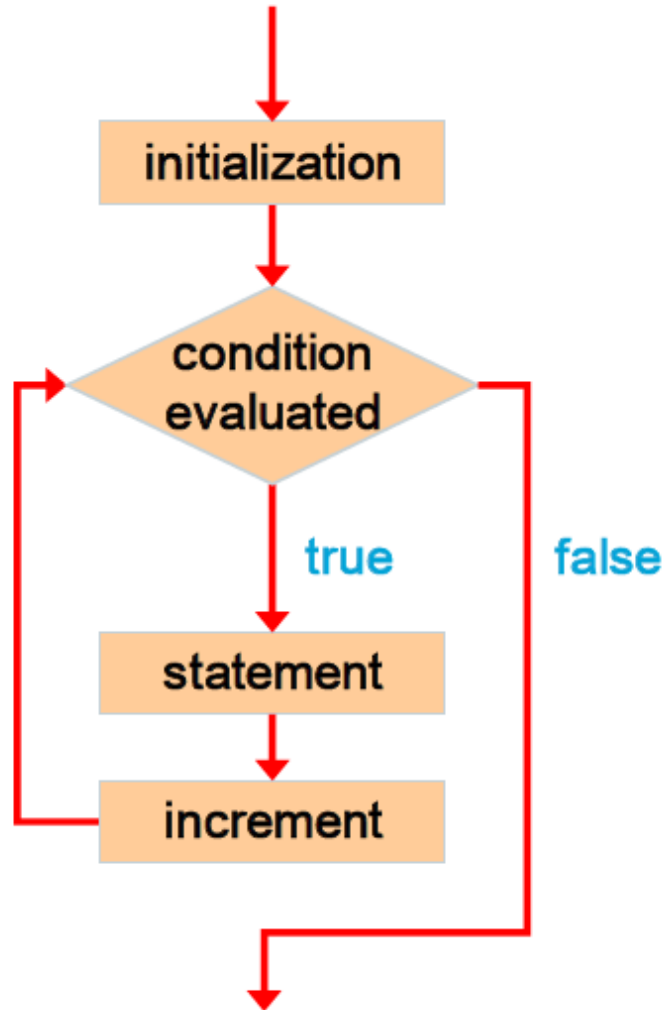 initialization
condition
evaluated
true
false
statement
increment